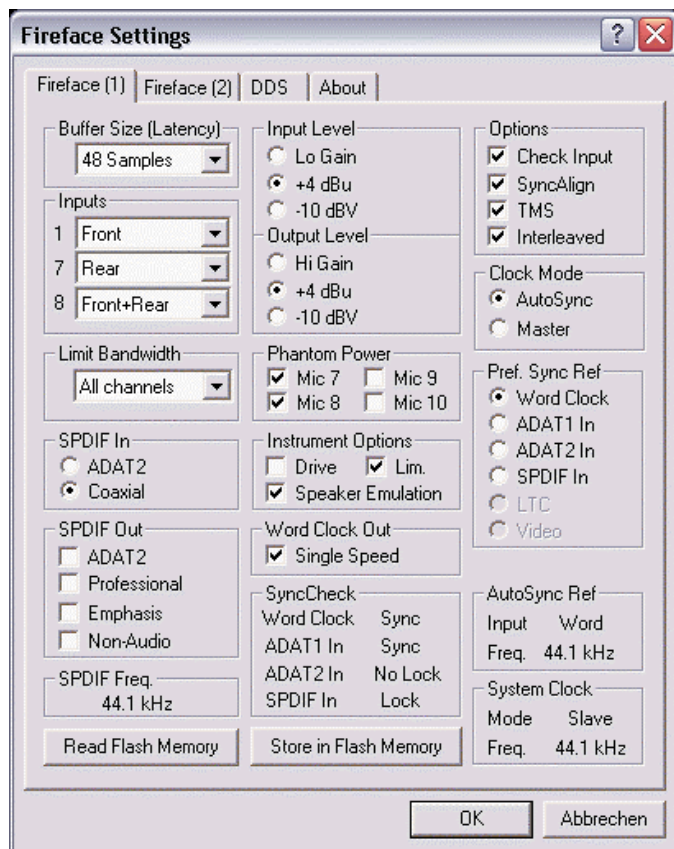 Fireface Settings
Fireface (1) Fireface (2) DDS About
Buffer Size (Latency)
48 Samples
Inputs
1 Front
7 Rear
8 Front+Rear
Limit Bandwidth
All channels
SPDIF In
ADAT2
Coaxial
SPDIF Out
ADAT2
Professional
Emphasis
Non-Audio
SPDIF Freq.
44.1 kHz
Read Flash Memory
Input Level
Lo Gain
+4 dBu
-10 dBV
Output Level
Hi Gain
+4 dBu
-10 dBV
Phantom Power
Mic 7 Mic 9
Mic 8 Mic 10
Instrument Options
Drive Lim.
Speaker Emulation
Word Clock Out
Single Speed
SyncCheck
Word Clock Sync
ADAT1 In Sync
ADAT2 In No Lock
SPDIF In Lock
Store in Flash Memory
Options
Check Input
SyncAlign
TMS
Interleaved
Clock Mode
AutoSync
Master
Pref. Sync Ref
Word Clock
ADAT1 In
ADAT2 In
SPDIF In
LTC
Video
AutoSync Ref
Input Word
Freq. 44.1 kHz
System Clock
Mode Slave
Freq. 44.1 kHz
OK Abbrechen